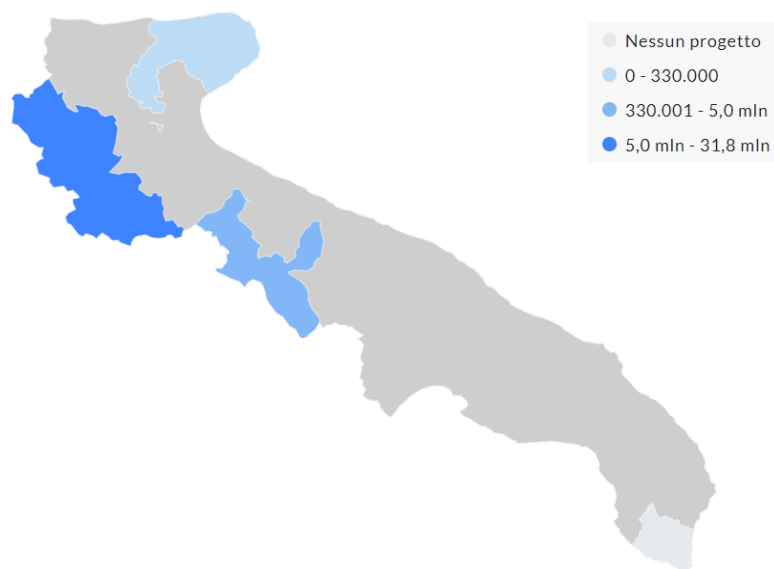 Nessun progetto
0 - 330.000
330.001 - 5,0 mln
5,0 mln - 31,8 mln